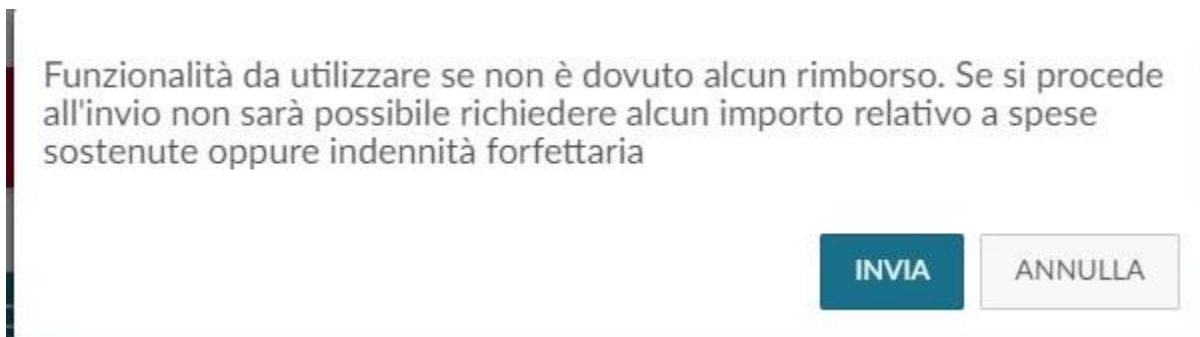 Funzionalità da utilizzare se non è dovuto alcun rimborso. Se si procede
all'invio non sarà possibile richiedere alcun importo relativo a spese
sostenute oppure indennità forfettaria
INVIA ANNULLA